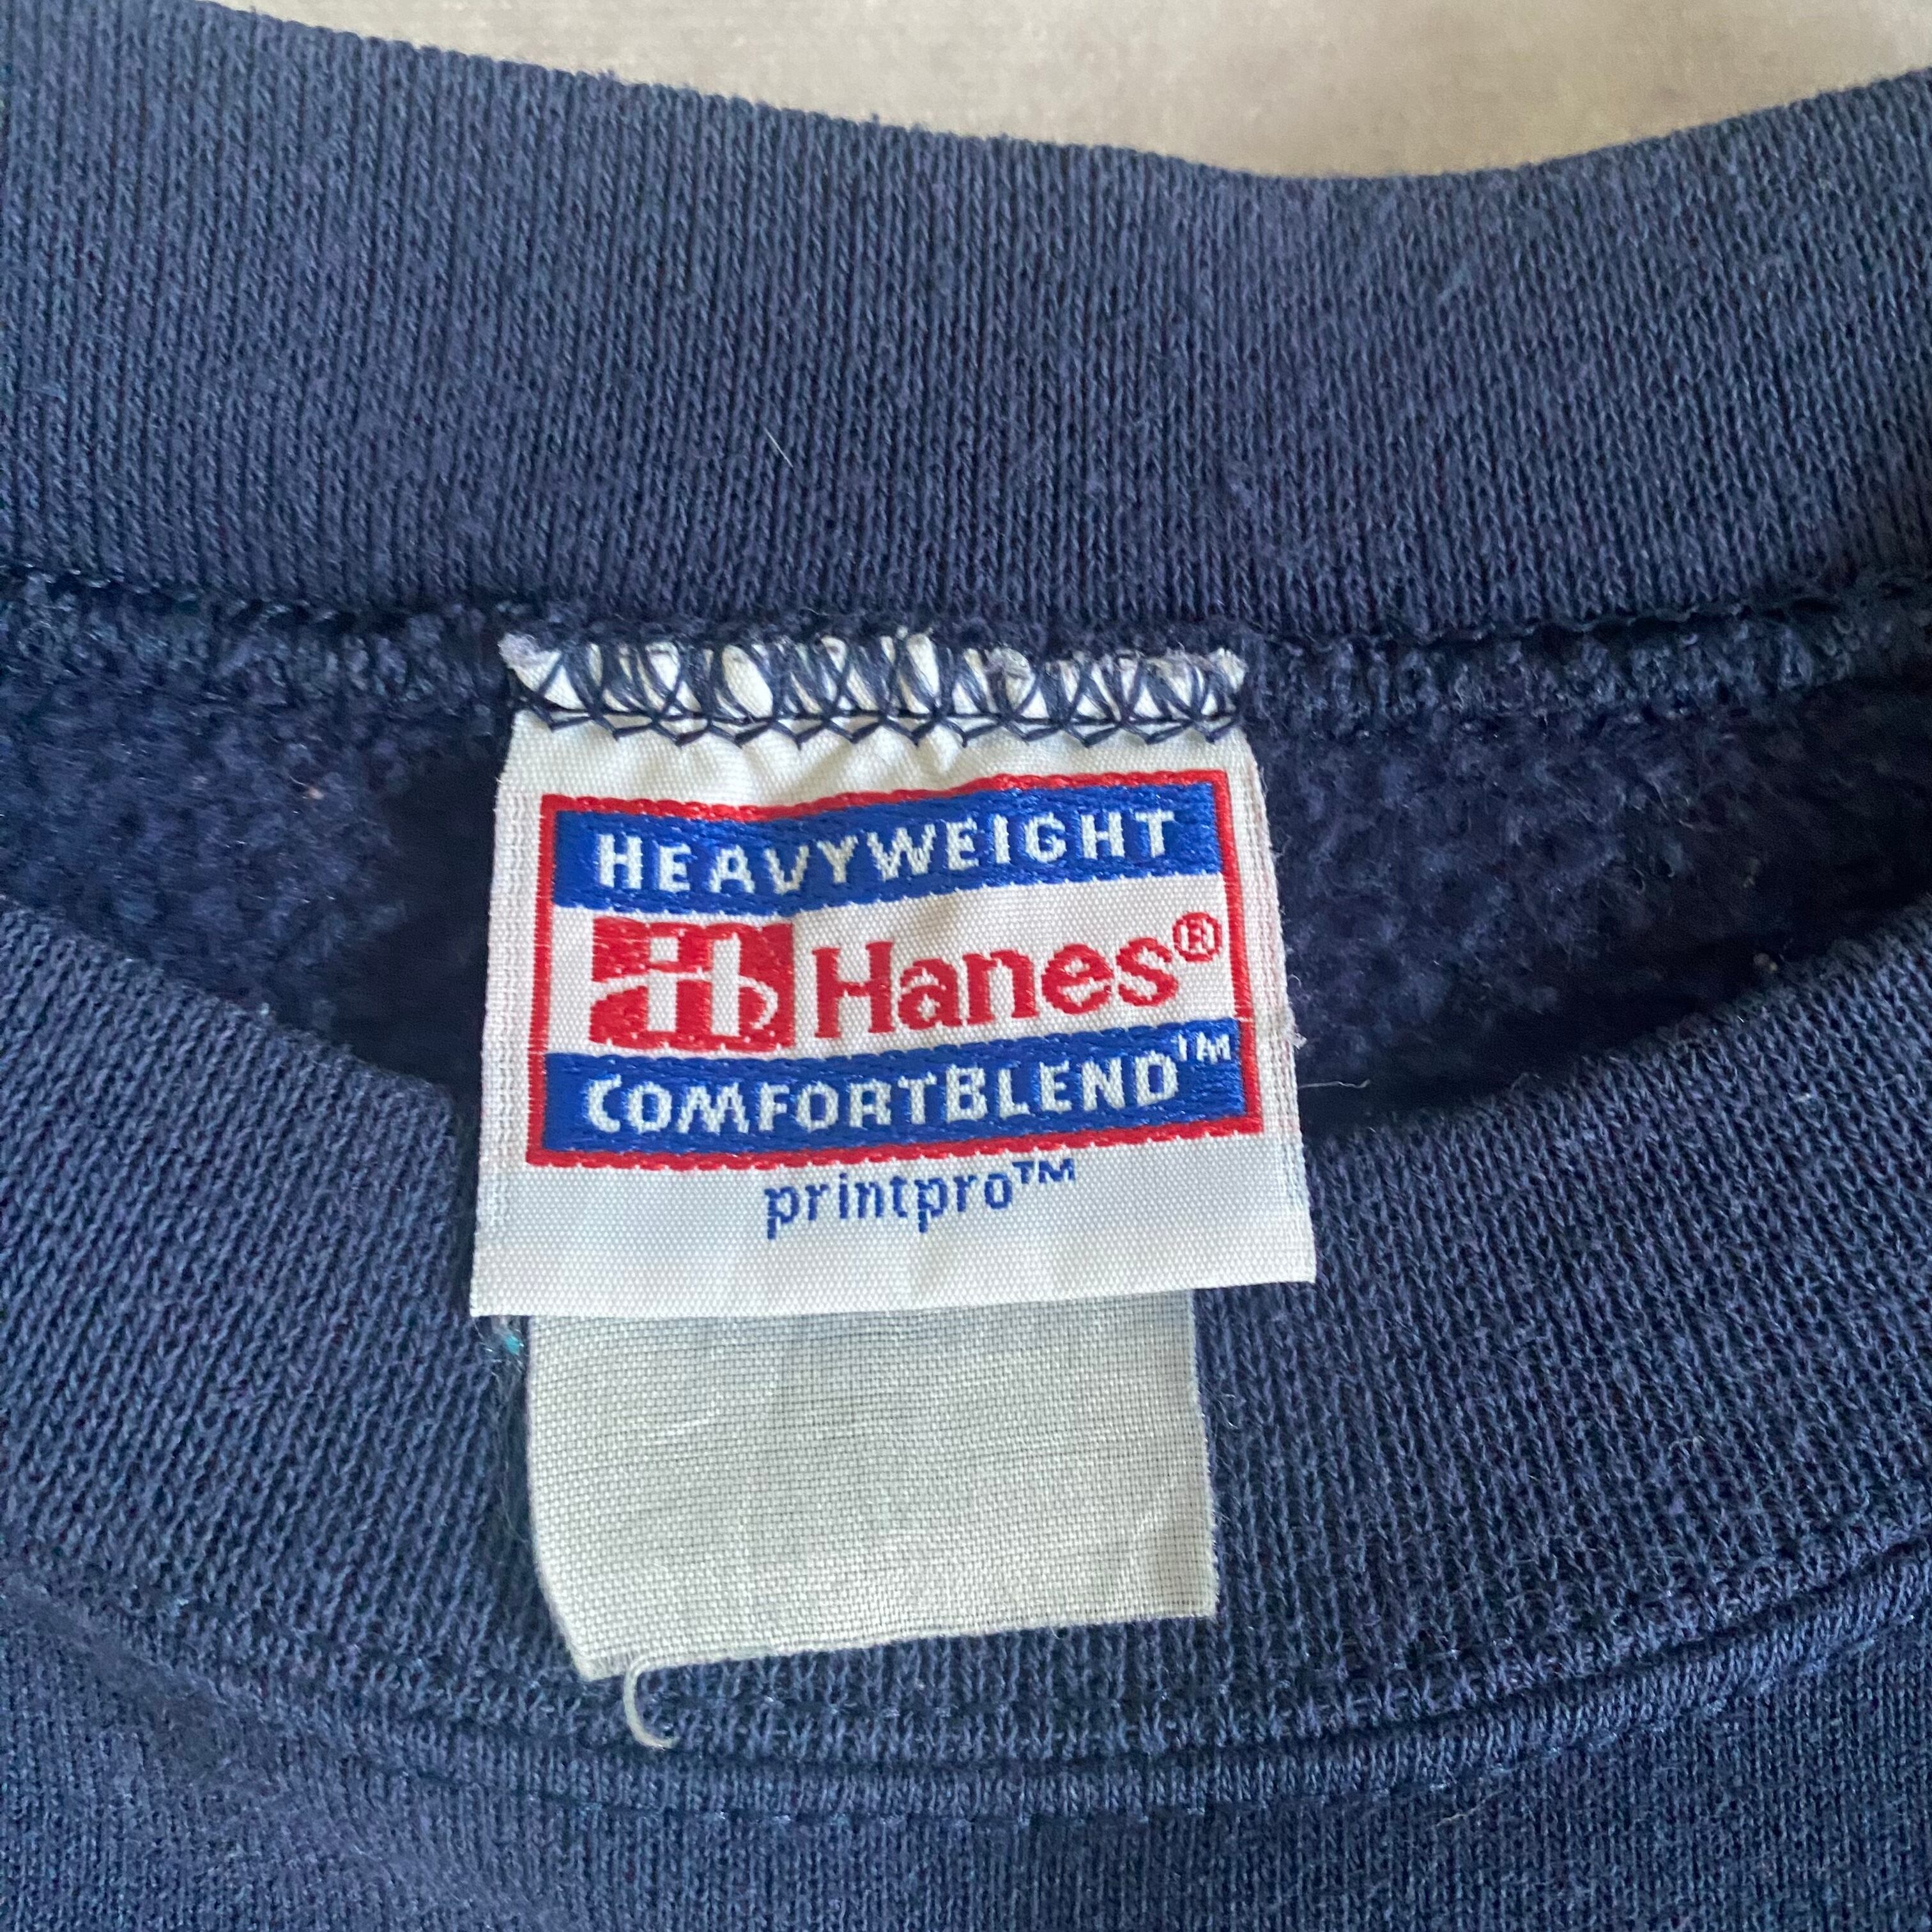 HEAVYWEIGHT
H Hanes®
COMFORTBLEND™
printpro™